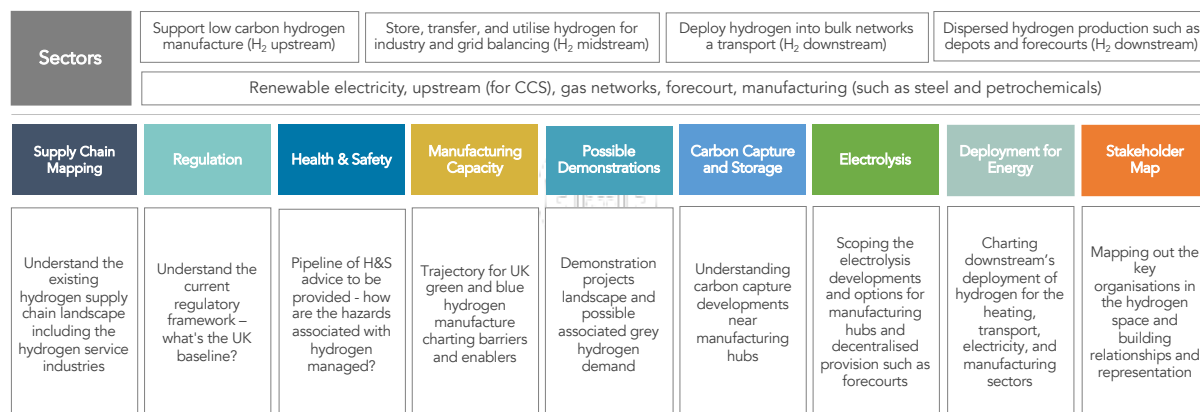 Sectors
Support low carbon hydrogen
manufacture (H₂ upstream)
Store, transfer, and utilise hydrogen for
industry and grid balancing (H₂ midstream)
Deploy hydrogen into bulk networks
a transport (H₂ downstream)
Dispersed hydrogen production such as
depots and forecourts (H₂ downstream)
Renewable electricity, upstream (for CCS), gas networks, forecourt, manufacturing (such as steel and petrochemicals)
Supply Chain
Mapping
Regulation
Health & Safety
Manufacturing
Capacity
Possible
Demonstrations
Carbon Capture
and Storage
Electrolysis
Deployment for
Energy
Stakeholder
Map
Understand the
existing
hydrogen supply
chain landscape
including the
hydrogen service
industries
Understand the
current
regulatory
framework –
what's the UK
baseline?
Pipeline of H&S
advice to be
provided - how
are the hazards
associated with
hydrogen
managed?
Trajectory for UK
green and blue
hydrogen
manufacture
charting barriers
and enablers
Demonstration
projects
landscape and
possible
associated grey
hydrogen
demand
Understanding
carbon capture
developments
near
manufacturing
hubs
Scoping the
electrolysis
developments
and options for
manufacturing
hubs and
decentralised
provision such as
forecourts
Charting
downstream's
deployment of
hydrogen for the
heating,
transport,
electricity, and
manufacturing
sectors
Mapping out the
key
organisations in
the hydrogen
space and
building
relationships and
representation